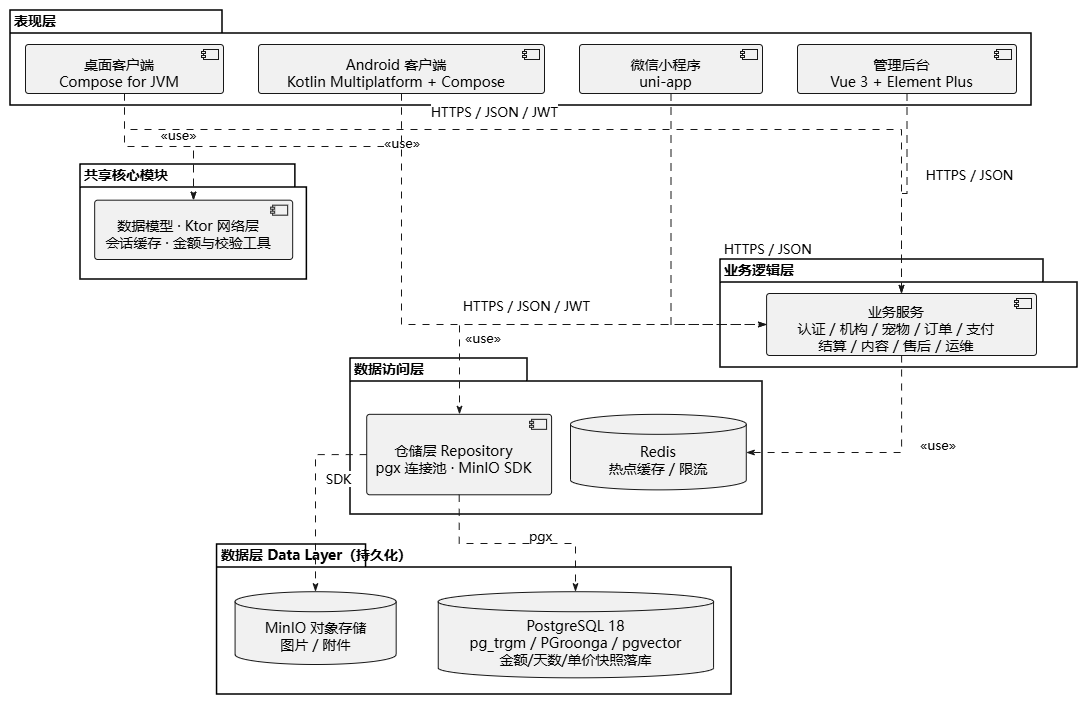 表现层
桌面客户端
Compose for JVM
Android 客户端
Kotlin Multiplatform + Compose
微信小程序
uni-app
管理后台
Vue 3 + Element Plus
HTTPS / JSON / JWT
«use»
«use»
共享核心模块
HTTPS / JSON
数据模型 · Ktor 网络层
会话缓存 · 金额与校验工具
HTTPS / JSON
业务逻辑层
HTTPS / JSON / JWT
业务服务
认证 / 机构 / 宠物 / 订单 / 支付
结算 / 内容 / 售后 / 运维
«use»
数据访问层
仓储层 Repository
pgx 连接池 · MinIO SDK
Redis
热点缓存 / 限流
«use»
SDK
pgx
数据层 Data Layer（持久化）
MinIO 对象存储
图片 / 附件
PostgreSQL 18
pg_trgm / PGroonga / pgvector
金额/天数/单价快照落库